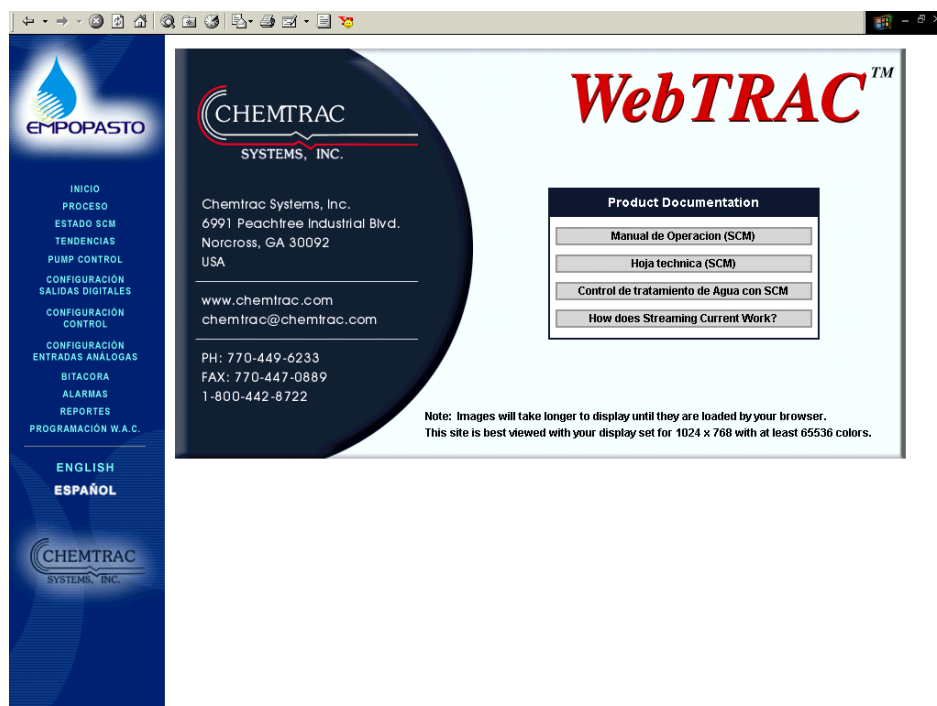 EMPOPASTO
INICIO
PROCESO
ESTADO SCM
TENDENCIAS
PUMP CONTROL
CONFIGURACIÓN
SALIDAS DIGITALES
CONFIGURACIÓN
CONTROL
CONFIGURACIÓN
ENTRADAS ANÁLOGAS
BITACORA
ALARMAS
REPORTES
PROGRAMACIÓN W.A.C.
ENGLISH
ESPAÑOL
CHEMTRAC
SYSTEMS, INC.
CHEMTRAC
SYSTEMS, INC.
Chemtrac Systems, Inc.
6991 Peachtree Industrial Blvd.
Norcross, GA 30092
USA
www.chemtrac.com
chemtrac@chemtrac.com
PH: 770-449-6233
FAX: 770-447-0889
1-800-442-8722
WebTRAC™
Product Documentation
Manual de Operacion (SCM)
Hoja technica (SCM)
Control de tratamiento de Agua con SCM
How does Streaming Current Work?
Note: Images will take longer to display until they are loaded by your browser.
This site is best viewed with your display set for 1024 x 768 with at least 65536 colors.